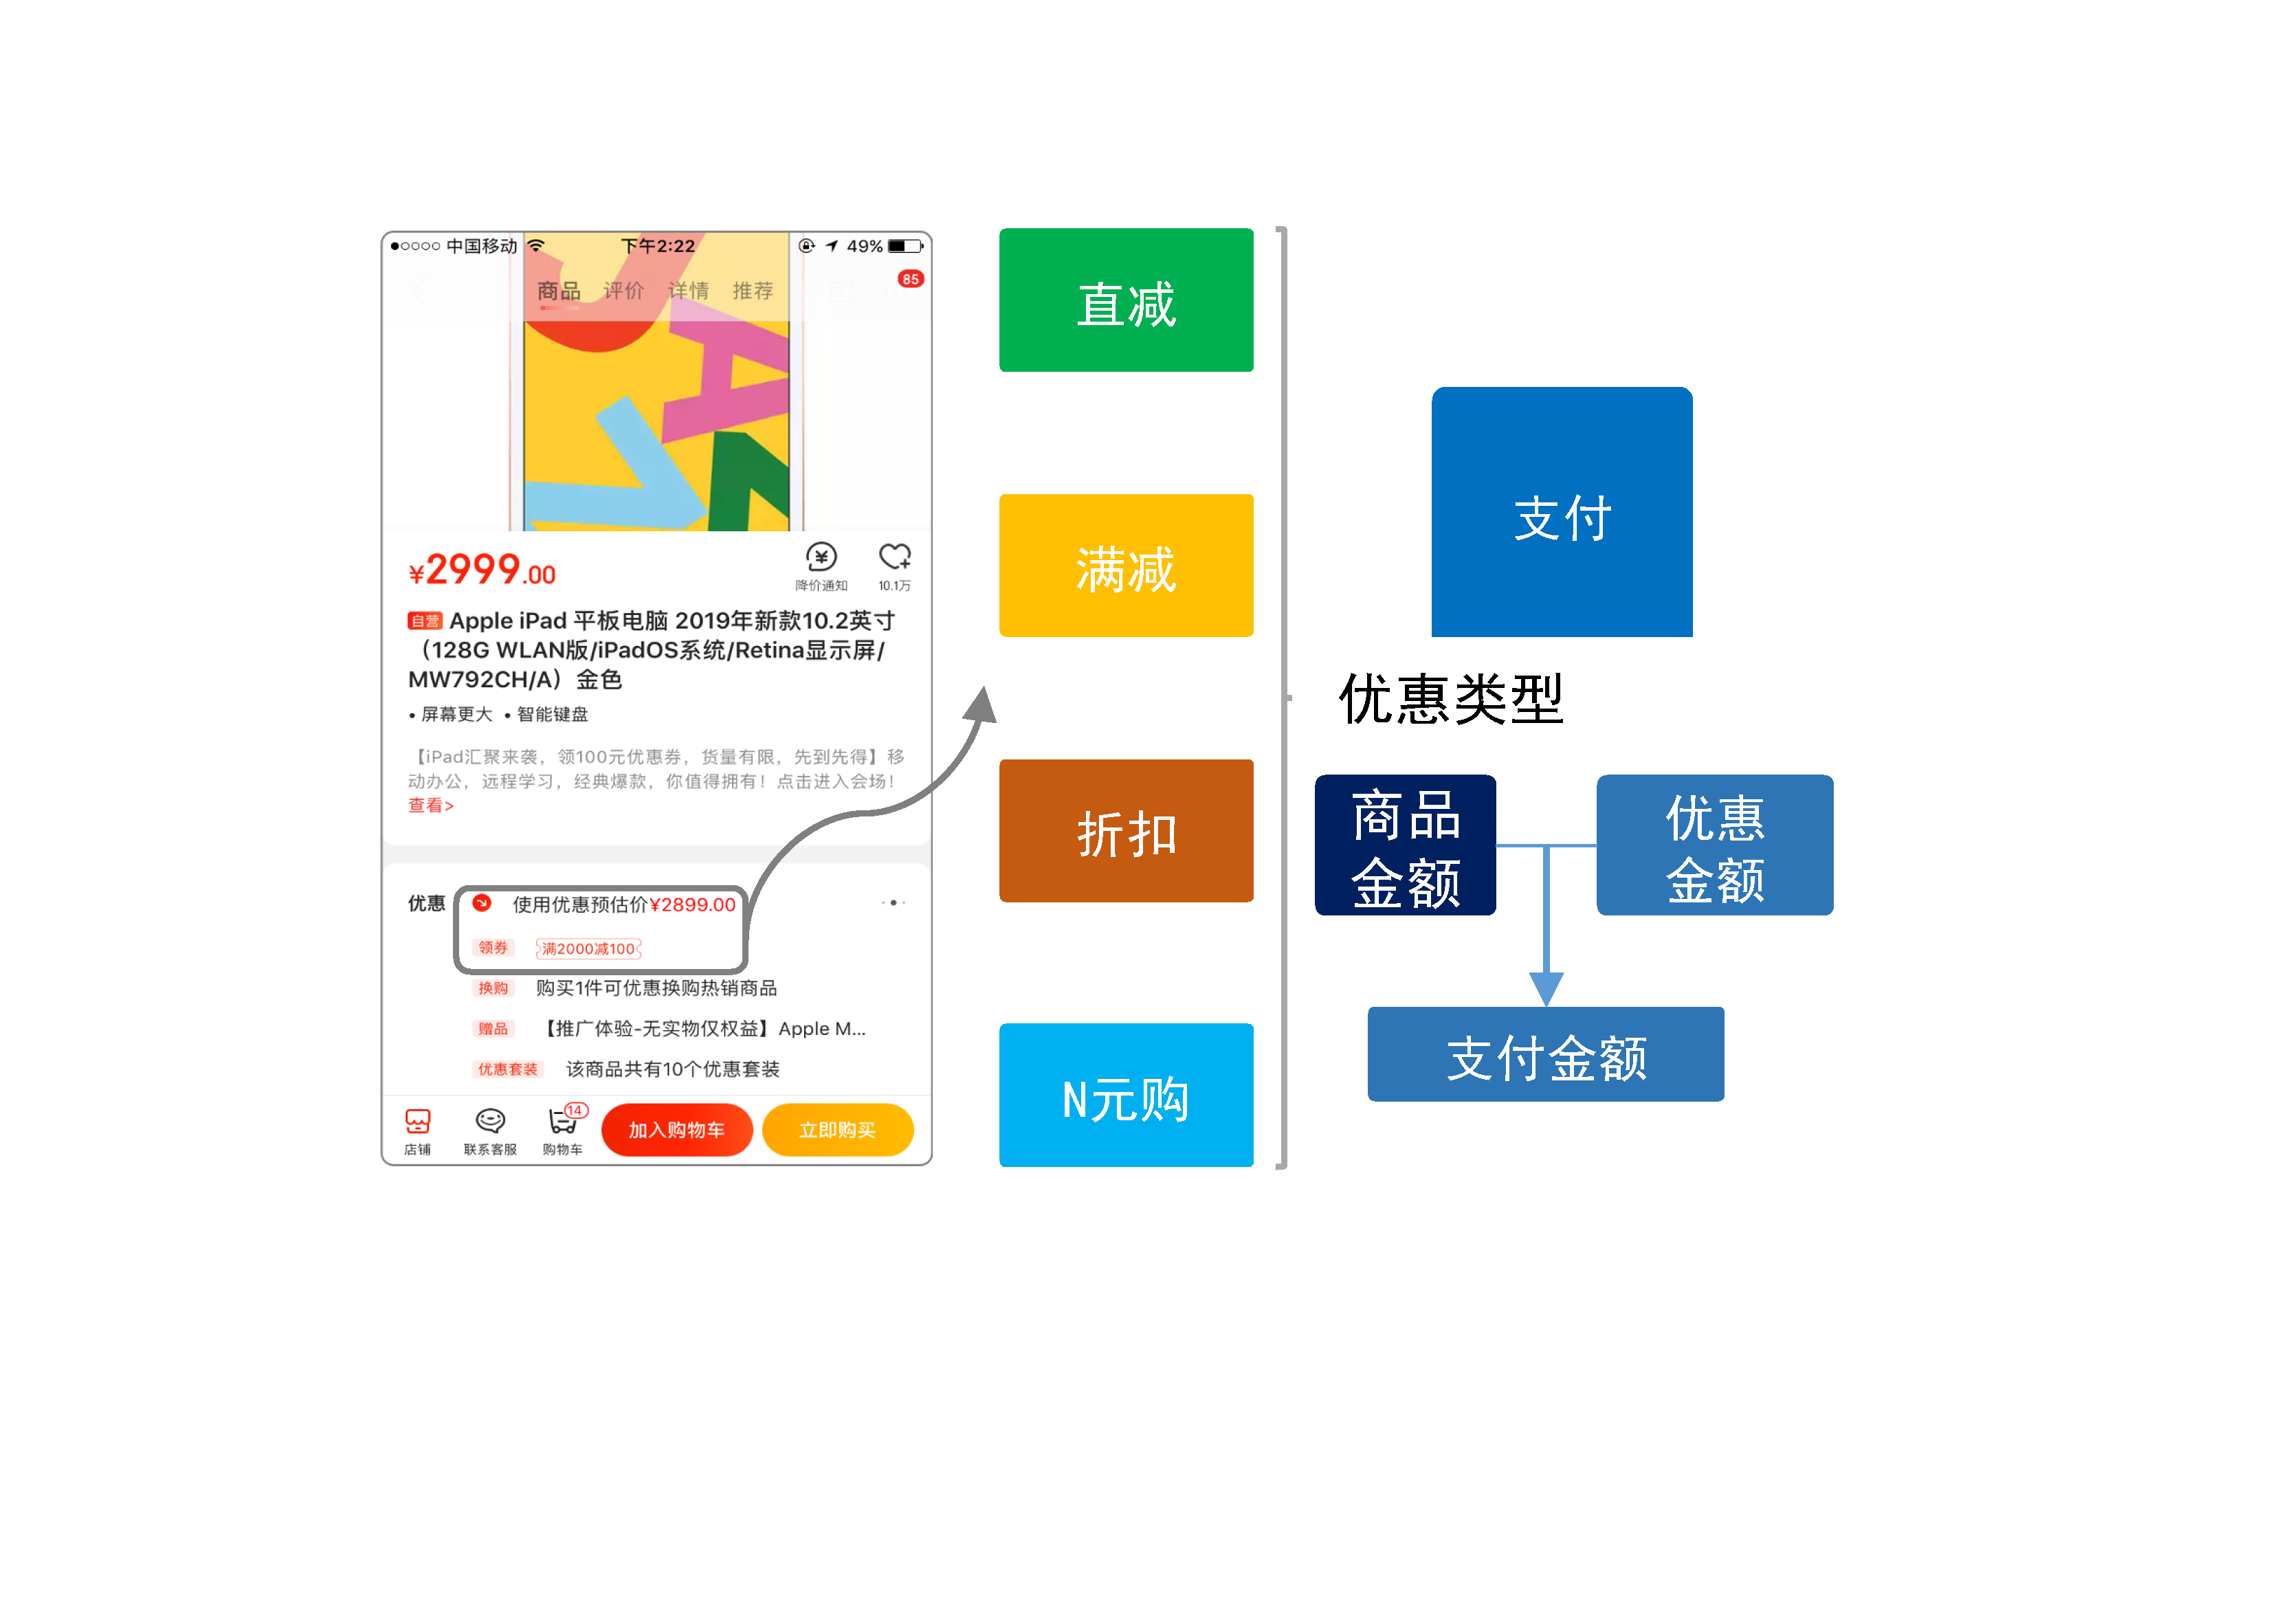 中国移动
下午2:22
49%
商品 评价 详情 推荐
85
¥2999.00
降价通知
10.1万
自营 Apple iPad 平板电脑 2019年新款10.2英寸
（128G WLAN版/iPadOS系统/Retina显示屏/
MW792CH/A）金色
• 屏幕更大 • 智能键盘
【iPad汇聚来袭，领100元优惠券，货量有限，先到先得】移
动办公，远程学习，经典爆款，你值得拥有！点击进入会场！
查看>
优惠
使用优惠预估价¥2899.00
领券 满2000减100
换购 购买1件可优惠换购热销商品
赠品 【推广体验-无实物仅权益】Apple M...
优惠套装 该商品共有10个优惠套装
店铺
联系客服
14
购物车
加入购物车
立即购买
直减
满减
折扣
N元购
支付
优惠类型
商品
金额
优惠
金额
支付金额